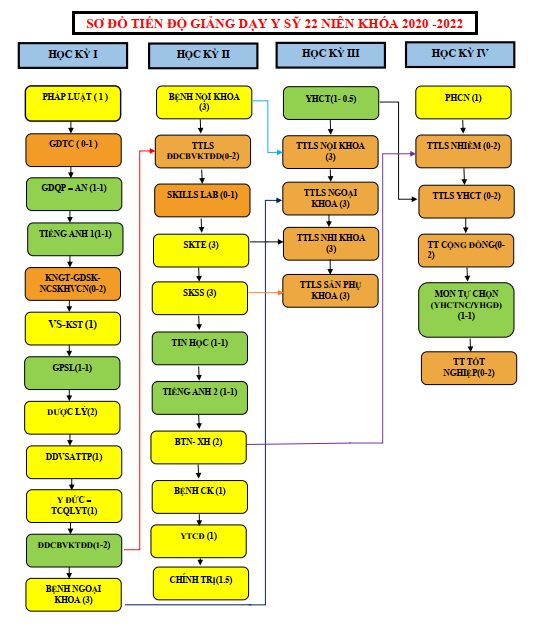 SƠ ĐỒ TIẾN ĐỘ GIẢNG DẠY Y SỸ 22 NIÊN KHÓA 2020 -2022
HỌC KỲ I
HỌC KỲ II
HỌC KỲ III
HỌC KỲ IV
PHÁP LUẬT ( 1 )
GDTC ( 0-1 )
GDQP – AN (1-1)
TIẾNG ANH 1(1-1)
KNGT-GDSK-
NCSKHVCN(0-2)
VS-KST (1)
GPSL(1-1)
DƯỢC LÝ(2)
DDVSATTP(1)
Y ĐỨC –
TCQLYT(1)
ĐDCBVKTĐD(1-2)
BỆNH NGOẠI
KHOA (3)
BỆNH NỘI KHOA
(3)
TTLS
ĐDCBVKTĐD(0-2)
SKILLS LAB (0-1)
SKTE (3)
SKSS (3)
TIN HỌC (1-1)
TIẾNG ANH 2 (1-1)
BTN- XH (2)
BỆNH CK (1)
YTCĐ (1)
CHÍNH TRỊ(1.5)
YHCT(1- 0.5)
TTLS NỘI KHOA
(3)
TTLS NGOẠI
KHOA (3)
TTLS NHI KHOA
(3)
TTLS SẢN PHỤ
KHOA (3)
PHCN (1)
TTLS NHIỄM (0-2)
TTLS YHCT (0-2)
TT CỘNG ĐỒNG(0-
2)
MÔN TỰ CHỌN
(YHCTNC/YHGĐ)
(1-1)
TT TỐT
NGHIỆP(0-2)